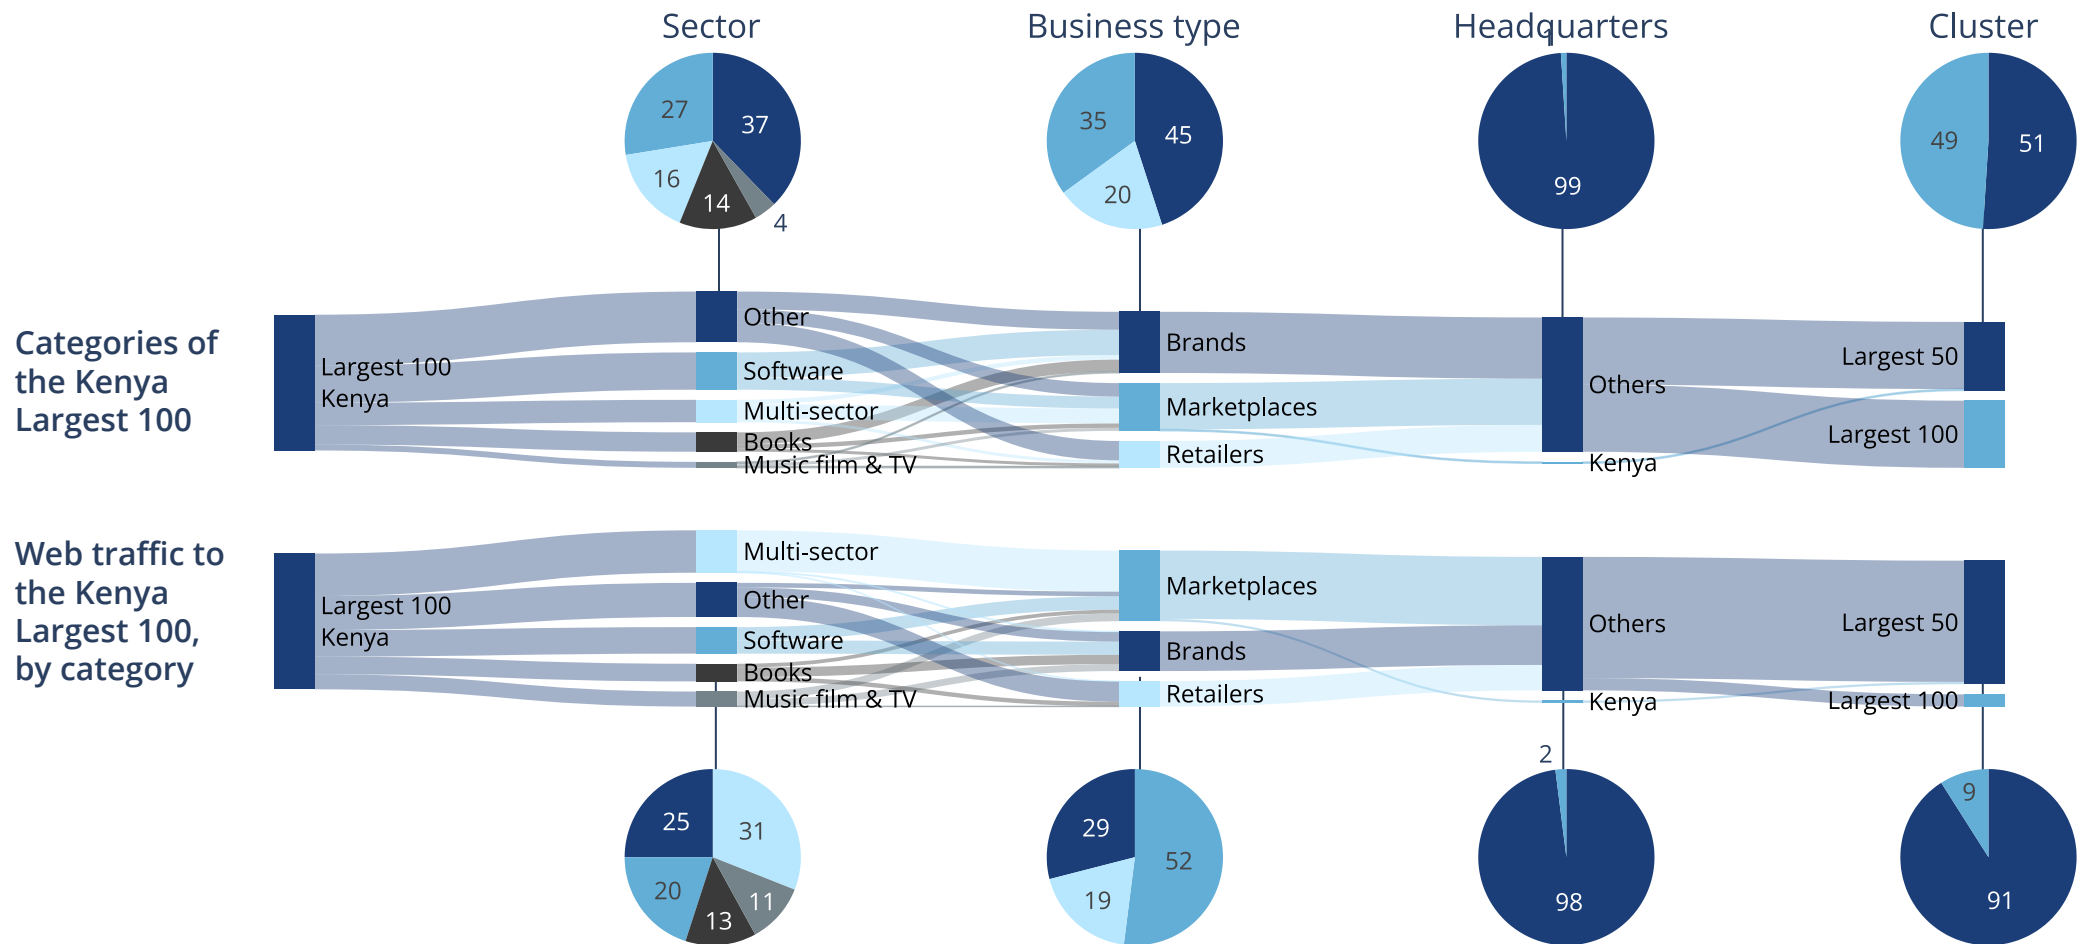 Sector
Business type
Headquarters
Cluster
27
37
16
14
4
35
45
20
1
99
49
51
Categories of
the Kenya
Largest 100
Largest 100
Kenya
Other
Software
Multi-sector
Books
Music film & TV
Brands
Marketplaces
Retailers
Others
Kenya
Largest 50
Largest 100
Web traffic to
the Kenya
Largest 100,
by category
Largest 100
Kenya
Multi-sector
Other
Software
Books
Music film & TV
Marketplaces
Brands
Retailers
Others
Kenya
Largest 50
Largest 100
25
31
20
13
11
29
52
19
2
98
9
91